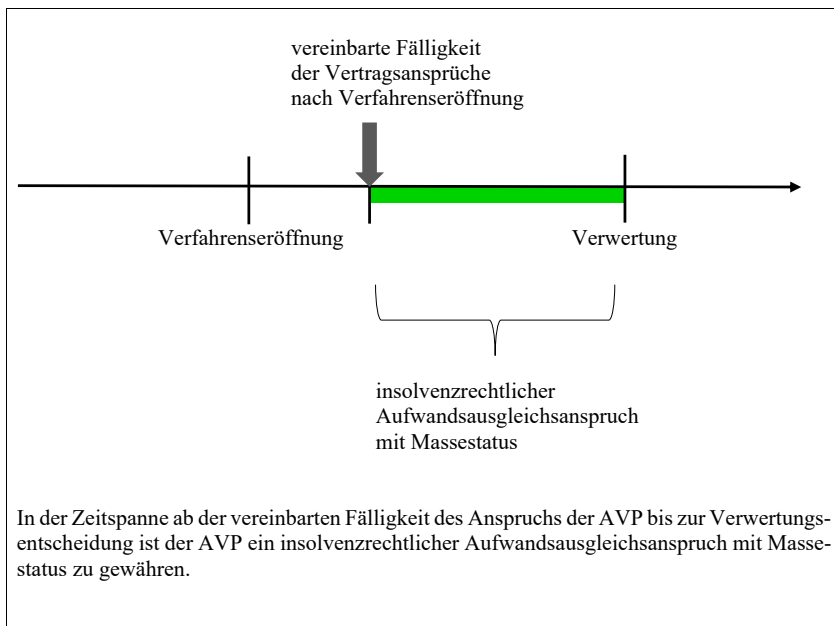 vereinbarte Fälligkeit
der Vertragsansprüche
nach Verfahrenseröffnung
Verfahrenseröffnung
Verwertung
insolvenzrechtlicher
Aufwandsausgleichsanspruch
mit Massestatus
In der Zeitspanne ab der vereinbarten Fälligkeit des Anspruchs der AVP bis zur Verwertungs-
entscheidung ist der AVP ein insolvenzrechtlicher Aufwandsausgleichsanspruch mit Masse-
status zu gewähren.